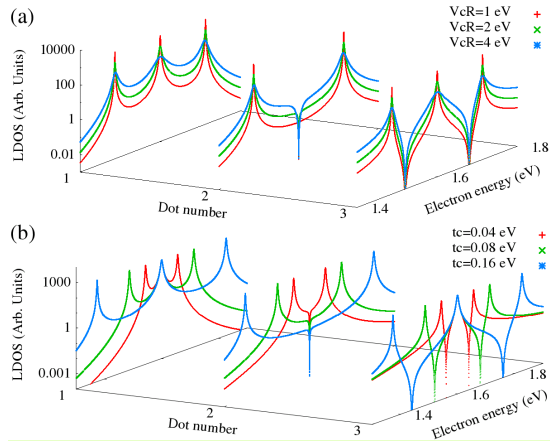 (a)
VcR=1 eV
VcR=2 eV
VcR=4 eV
LDOS (Arb. Units)
10000
100
1
0.01
1
2
3
Dot number
1.4
1.6
1.8
Electron energy (eV)
(b)
tc=0.04 eV
tc=0.08 eV
tc=0.16 eV
LDOS (Arb. Units)
1000
1
0.001
1
2
3
Dot number
1.4
1.6
1.8
Electron energy (eV)